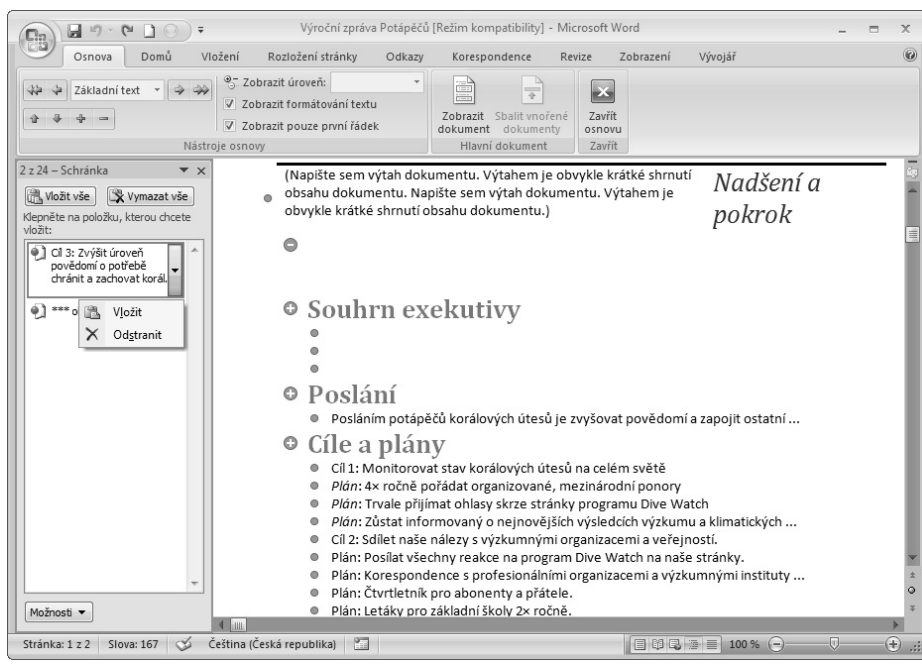 Výroční zpráva Potápěčů [Režim kompatibility] - Microsoft Word
Osnova Domů Vložení Rozložení stránky Odkazy Korespondence Revize Zobrazení Vývojář
Základní text
Zobrazit úroveň:
Zobrazit formátování textu
Zobrazit pouze první řádek
Nástroje osnovy
Zobrazit dokument
Sbalit vnořené dokumenty
Hlavní dokument
Zavřít osnovu
Zavřít
2 z 24 – Schránka
Vložit vše Vymazat vše
Klepněte na položku, kterou chcete
vložit:
Cíl 3: Zvýšit úroveň
povědomí o potřebě
chránit a zachovat korál.
*** o
Vložit
Odstranit
Možnosti
(Napište sem výtah dokumentu. Výtahem je obvykle krátké shrnutí
obsahu dokumentu. Napište sem výtah dokumentu. Výtahem je
obvykle krátké shrnutí obsahu dokumentu.)
Nadšení a
pokrok
Souhrn exekutivy
Poslání
Posláním potápěčů korálových útesů je zvyšovat povědomí a zapojit ostatní ...
Cíle a plány
Cíl 1: Monitorovat stav korálových útesů na celém světě
Plán: 4× ročně pořádat organizované, mezinárodní ponory
Plán: Trvale přijímat ohlasy skrze stránky programu Dive Watch
Plán: Zůstat informovaný o nejnovějších výsledcích výzkumu a klimatických ...
Cíl 2: Sdílet naše nálezy s výzkumnými organizacemi a veřejností.
Plán: Posílat všechny reakce na program Dive Watch na naše stránky.
Plán: Korespondence s profesionálními organizacemi a výzkumnými instituty ...
Plán: Čtvrtletník pro abonenty a přátele.
Plán: Letáky pro základní školy 2× ročně.
Stránka: 1 z 2 Slova: 167 Čeština (Česká republika) 100 %